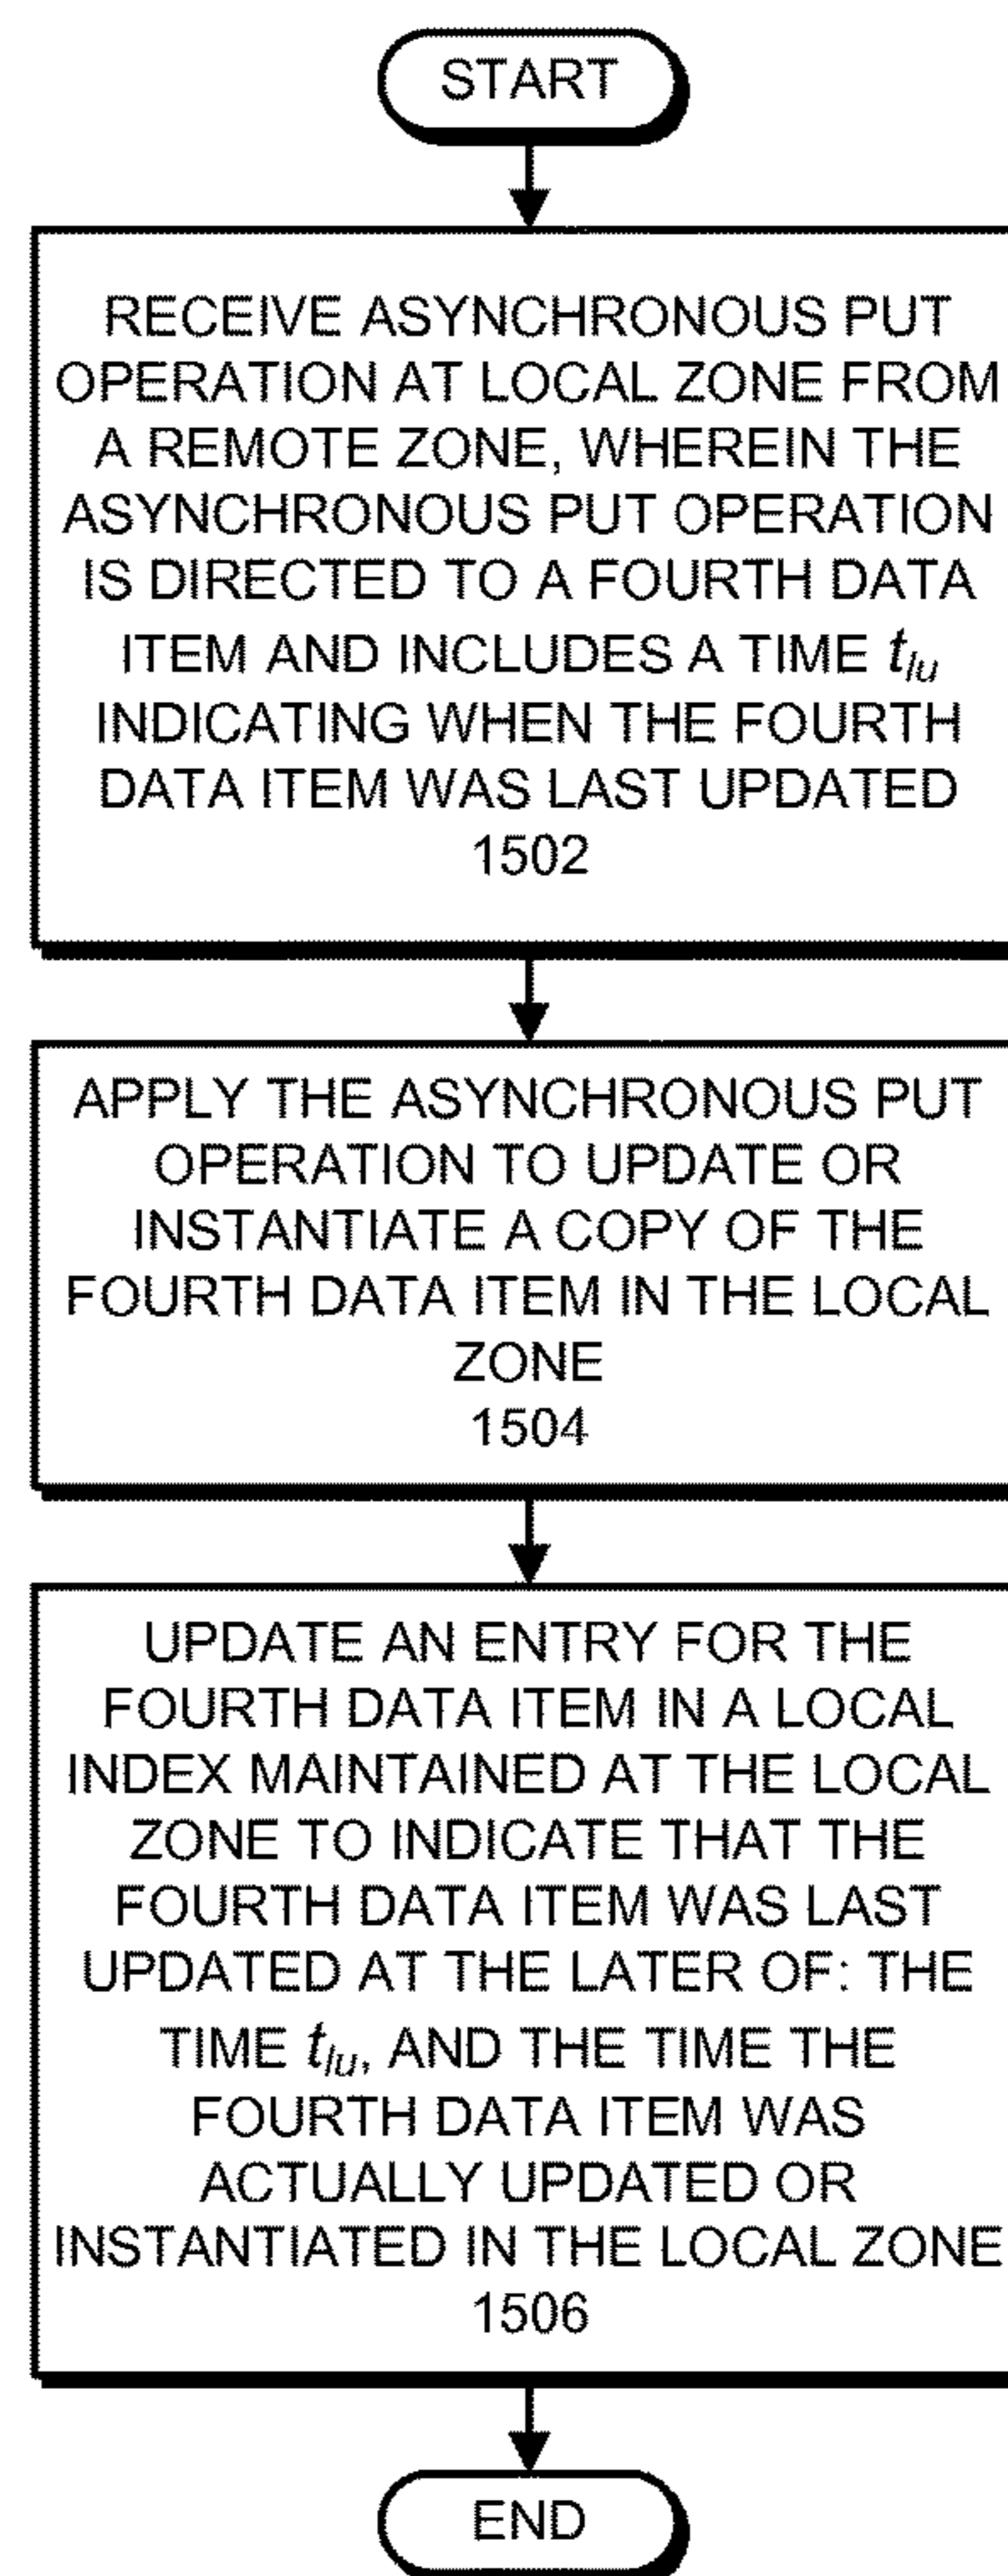 START
RECEIVE ASYNCHRONOUS PUT
OPERATION AT LOCAL ZONE FROM
A REMOTE ZONE, WHEREIN THE
ASYNCHRONOUS PUT OPERATION
IS DIRECTED TO A FOURTH DATA
ITEM AND INCLUDES A TIME tlu
INDICATING WHEN THE FOURTH
DATA ITEM WAS LAST UPDATED
1502
APPLY THE ASYNCHRONOUS PUT
OPERATION TO UPDATE OR
INSTANTIATE A COPY OF THE
FOURTH DATA ITEM IN THE LOCAL
ZONE
1504
UPDATE AN ENTRY FOR THE
FOURTH DATA ITEM IN A LOCAL
INDEX MAINTAINED AT THE LOCAL
ZONE TO INDICATE THAT THE
FOURTH DATA ITEM WAS LAST
UPDATED AT THE LATER OF: THE
TIME tlu, AND THE TIME THE
FOURTH DATA ITEM WAS
ACTUALLY UPDATED OR
INSTANTIATED IN THE LOCAL ZONE
1506
END